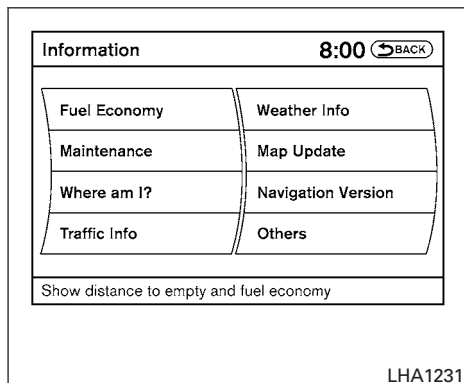 Information 8:00 BACK
Fuel Economy
Maintenance
Where am I?
Traffic Info
Weather Info
Map Update
Navigation Version
Others
Show distance to empty and fuel economy
LHA1231